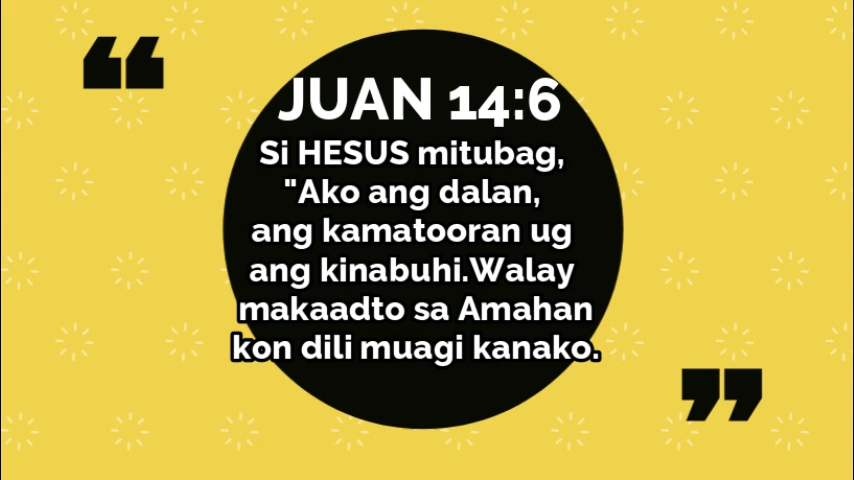 JUAN 14:6
Si HESUS mitubag,
"Ako ang dalan,
ang kamatooran ug
ang kinabuhi.Walay
makaadto sa Amahan
kon dili muagi kanako.